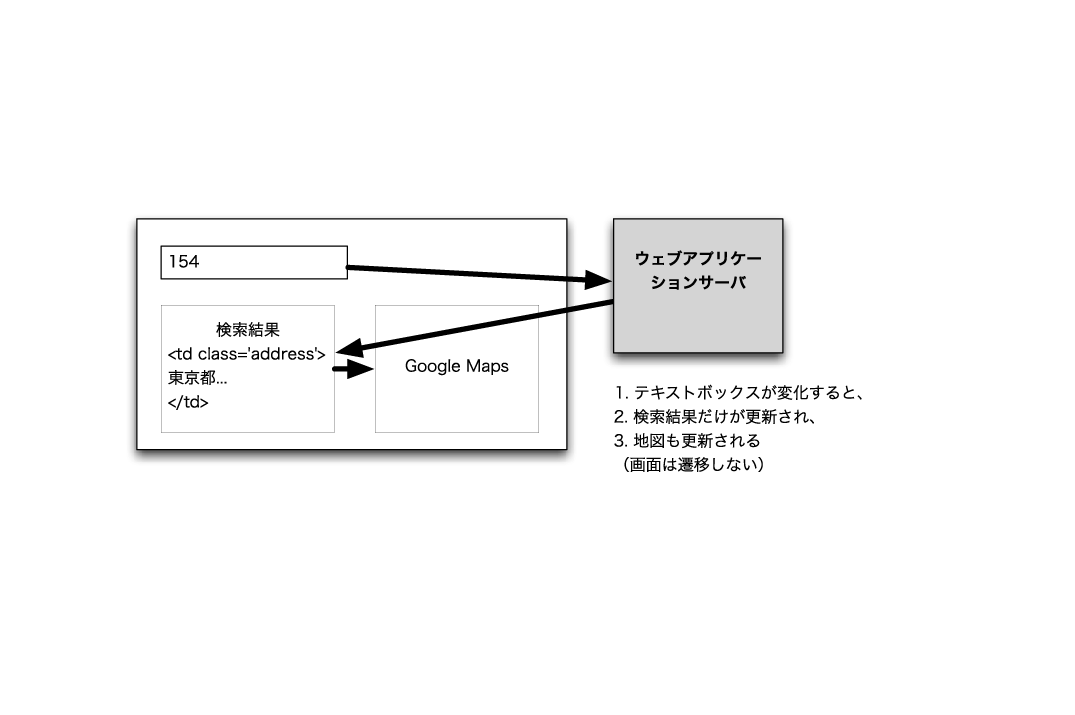 154
検索結果
<td class='address'>
東京都...
</td>
Google Maps
ウェブアプリケー
ションサーバ
1. テキストボックスが変化すると、
2. 検索結果だけが更新され、
3. 地図も更新される
（画面は遷移しない）